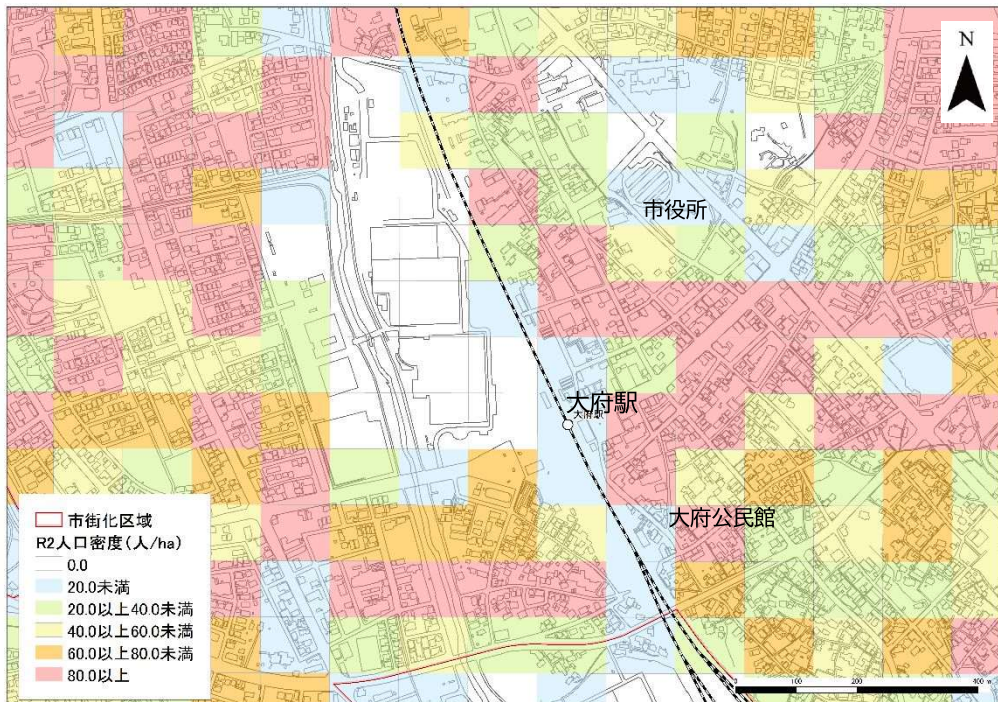 N
市役所
大府駅
大府駅
大府公民館
市街化区域
R2人口密度(人/ha)
0.0
20.0未満
20.0以上40.0未満
40.0以上60.0未満
60.0以上80.0未満
80.0以上
0 100 200 400 m